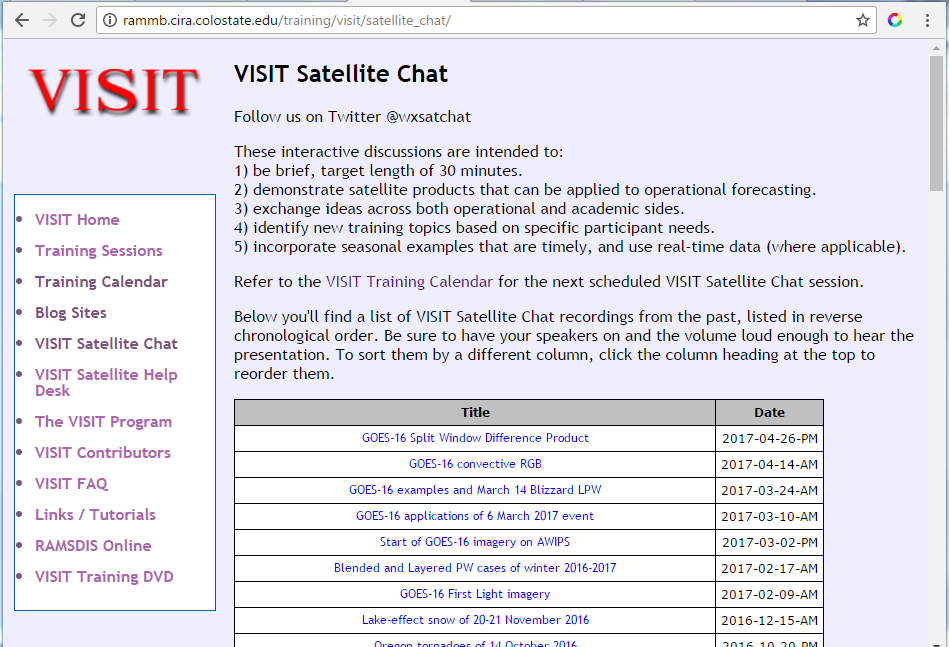 rammb.cira.colostate.edu/training/visit/satellite_chat/
VISIT
VISIT Home
Training Sessions
Training Calendar
Blog Sites
VISIT Satellite Chat
VISIT Satellite Help
Desk
The VISIT Program
VISIT Contributors
VISIT FAQ
Links / Tutorials
RAMSDIS Online
VISIT Training DVD
VISIT Satellite Chat
Follow us on Twitter @wxsatchat
These interactive discussions are intended to:
1) be brief, target length of 30 minutes.
2) demonstrate satellite products that can be applied to operational forecasting.
3) exchange ideas across both operational and academic sides.
4) identify new training topics based on specific participant needs.
5) incorporate seasonal examples that are timely, and use real-time data (where applicable).
Refer to the VISIT Training Calendar for the next scheduled VISIT Satellite Chat session.
Below you'll find a list of VISIT Satellite Chat recordings from the past, listed in reverse
chronological order. Be sure to have your speakers on and the volume loud enough to hear the
presentation. To sort them by a different column, click the column heading at the top to
reorder them.
Title Date
GOES-16 Split Window Difference Product 2017-04-26-PM
GOES-16 convective RGB 2017-04-14-AM
GOES-16 examples and March 14 Blizzard LPW 2017-03-24-AM
GOES-16 applications of 6 March 2017 event 2017-03-10-AM
Start of GOES-16 imagery on AWIPS 2017-03-02-PM
Blended and Layered PW cases of winter 2016-2017 2017-02-17-AM
GOES-16 First Light imagery 2017-02-09-AM
Lake-effect snow of 20-21 November 2016 2016-12-15-AM
Oregon tornadoes of 14 October 2016 2016-10-20-PM